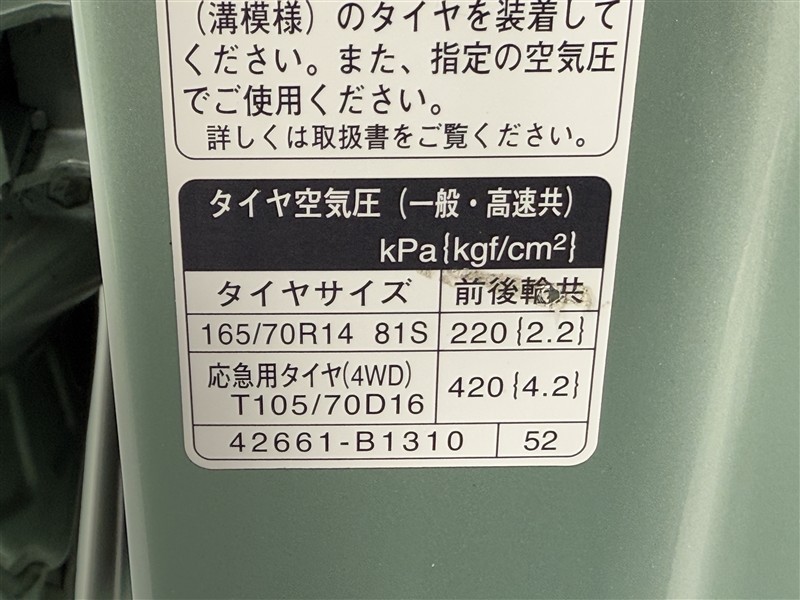 （溝模様）のタイヤを装着して
ください。また、指定の空気圧
でご使用ください。
詳しくは取扱書をご覧ください。
タイヤ空気圧（一般・高速共）
kPa{kgf/cm²}
タイヤサイズ 前後輪共
165/70R14 81S 220{2.2}
応急用タイヤ(4WD)
T105/70D16 420{4.2}
42661-B1310 52